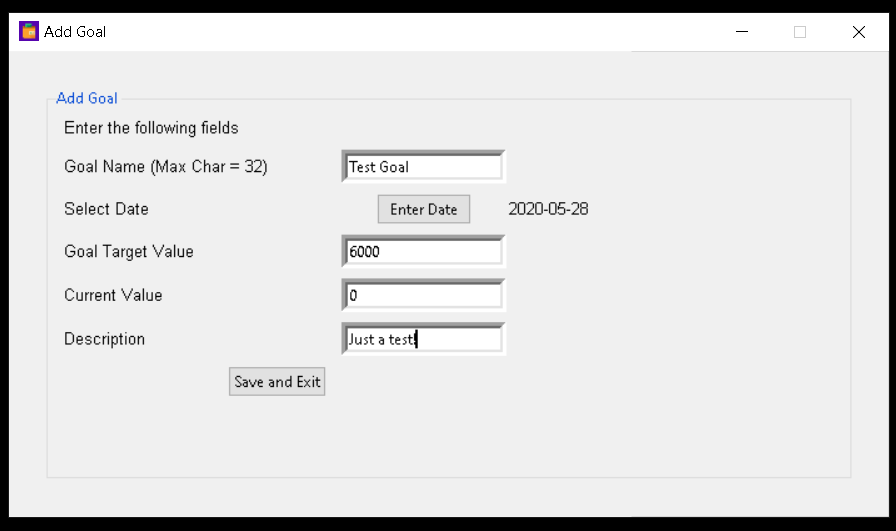 Add Goal
Add Goal
Enter the following fields
Goal Name (Max Char = 32) Test Goal
Select Date Enter Date 2020-05-28
Goal Target Value 6000
Current Value 0
Description Just a test!
Save and Exit